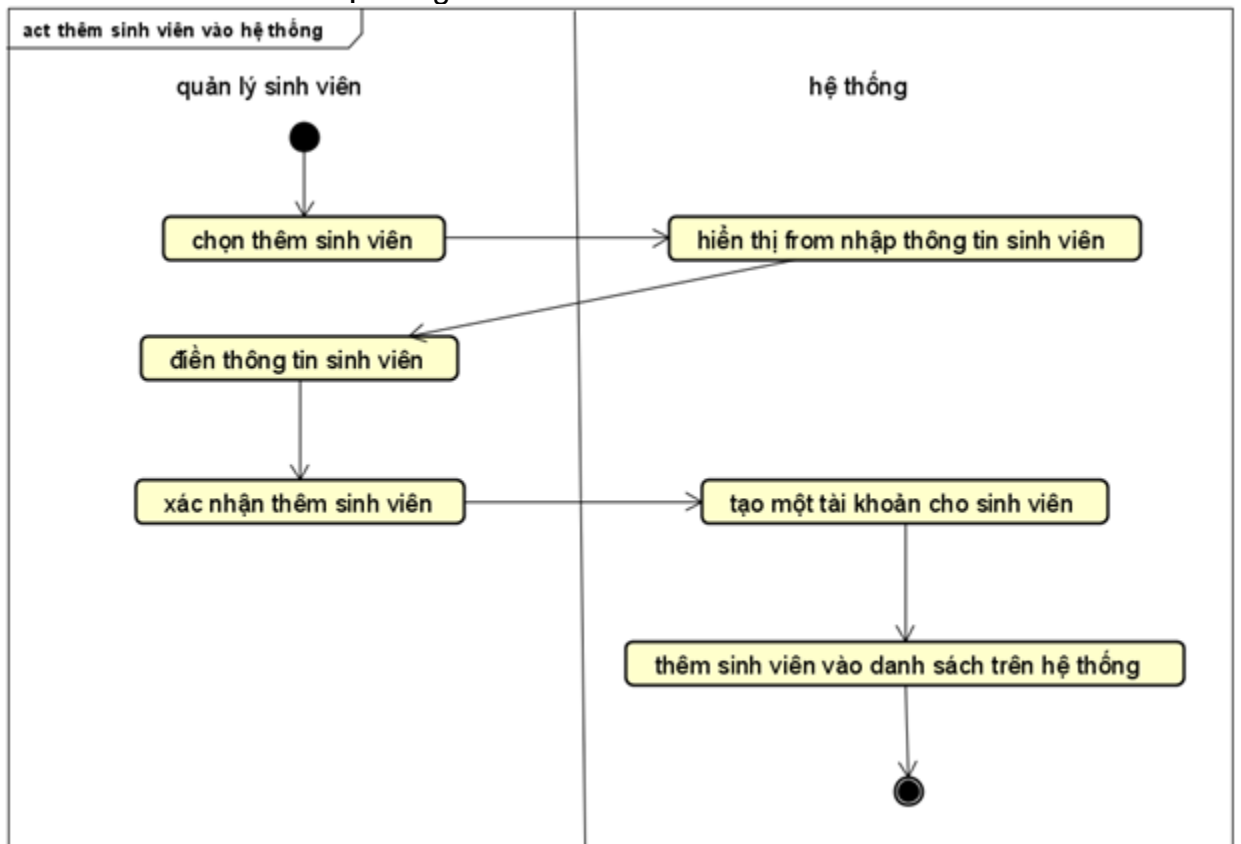 act thêm sinh viên vào hệ thống
quản lý sinh viên
hệ thống
chọn thêm sinh viên
hiển thị from nhập thông tin sinh viên
điền thông tin sinh viên
xác nhận thêm sinh viên
tạo một tài khoản cho sinh viên
thêm sinh viên vào danh sách trên hệ thống